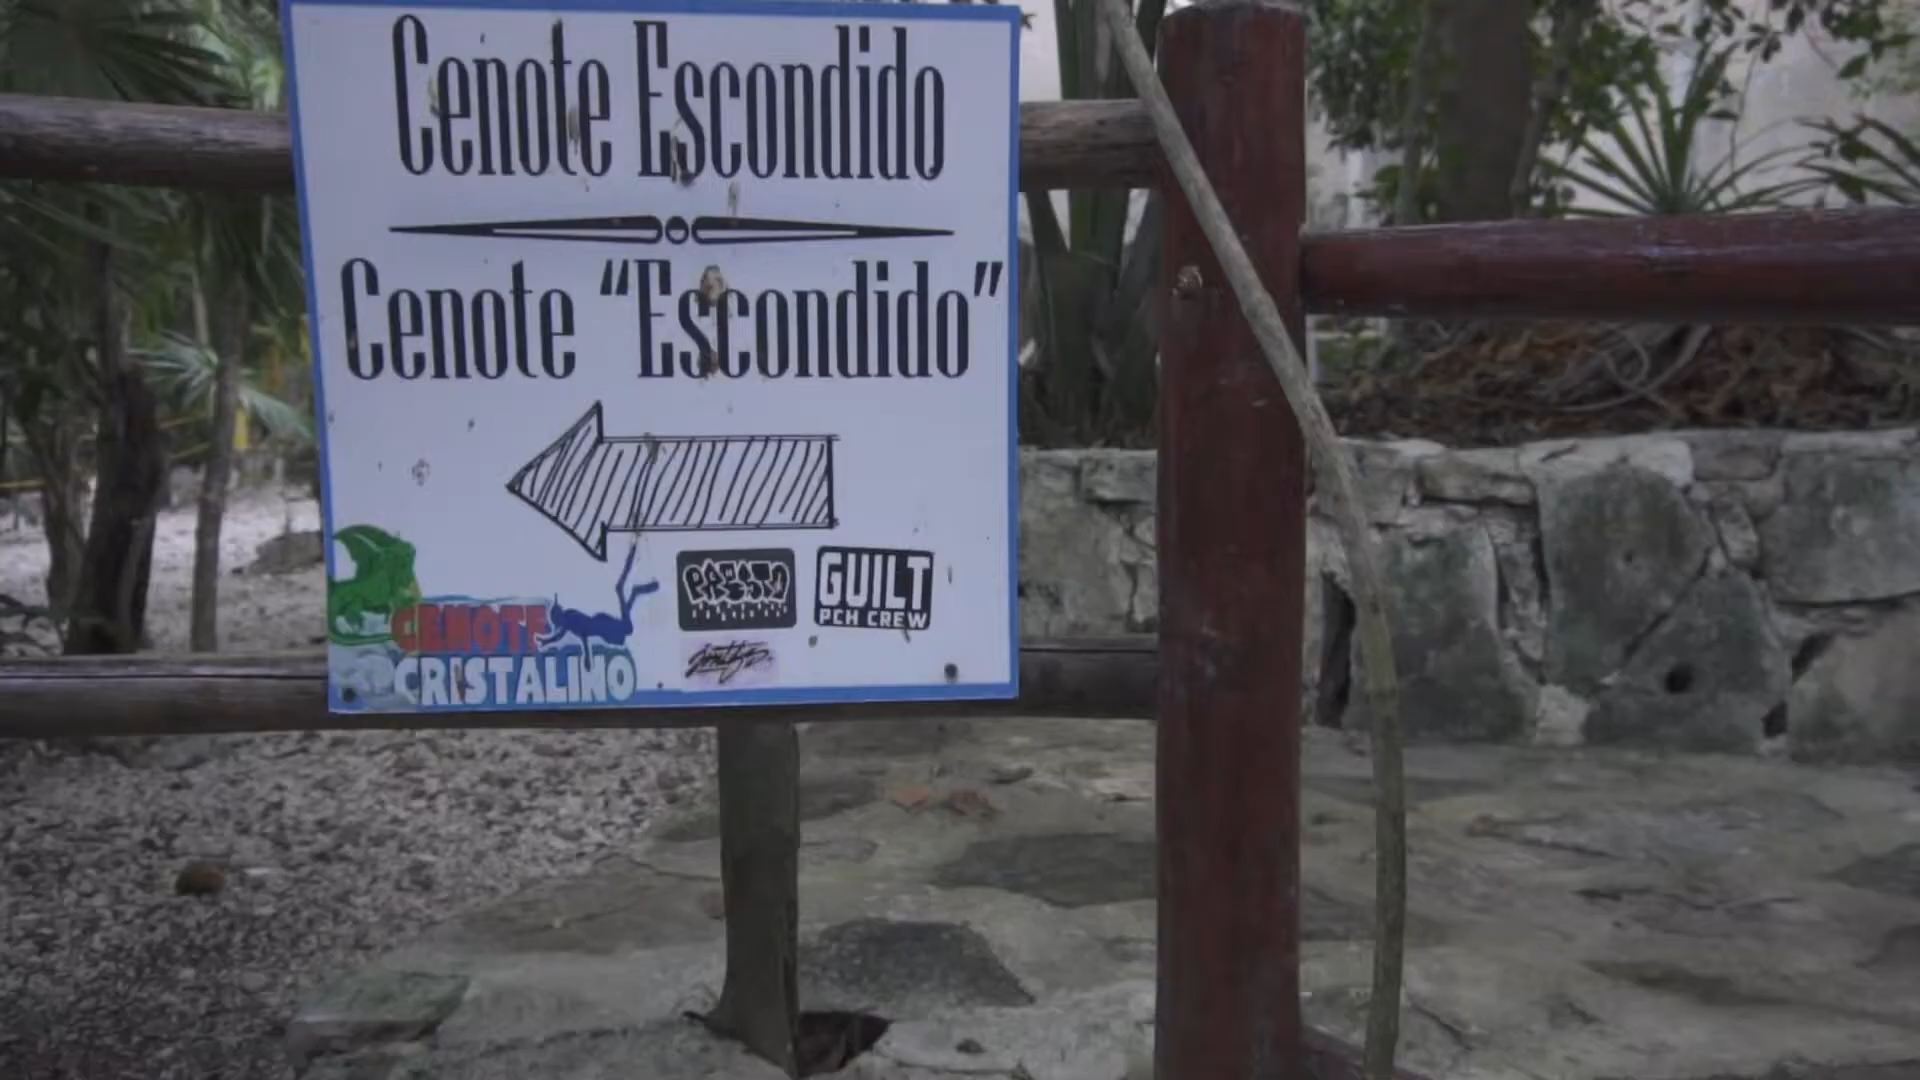 Cenote Escondido
Cenote “Escondido”
CENOTE
CRISTALINO
GUILT
PCH CREW